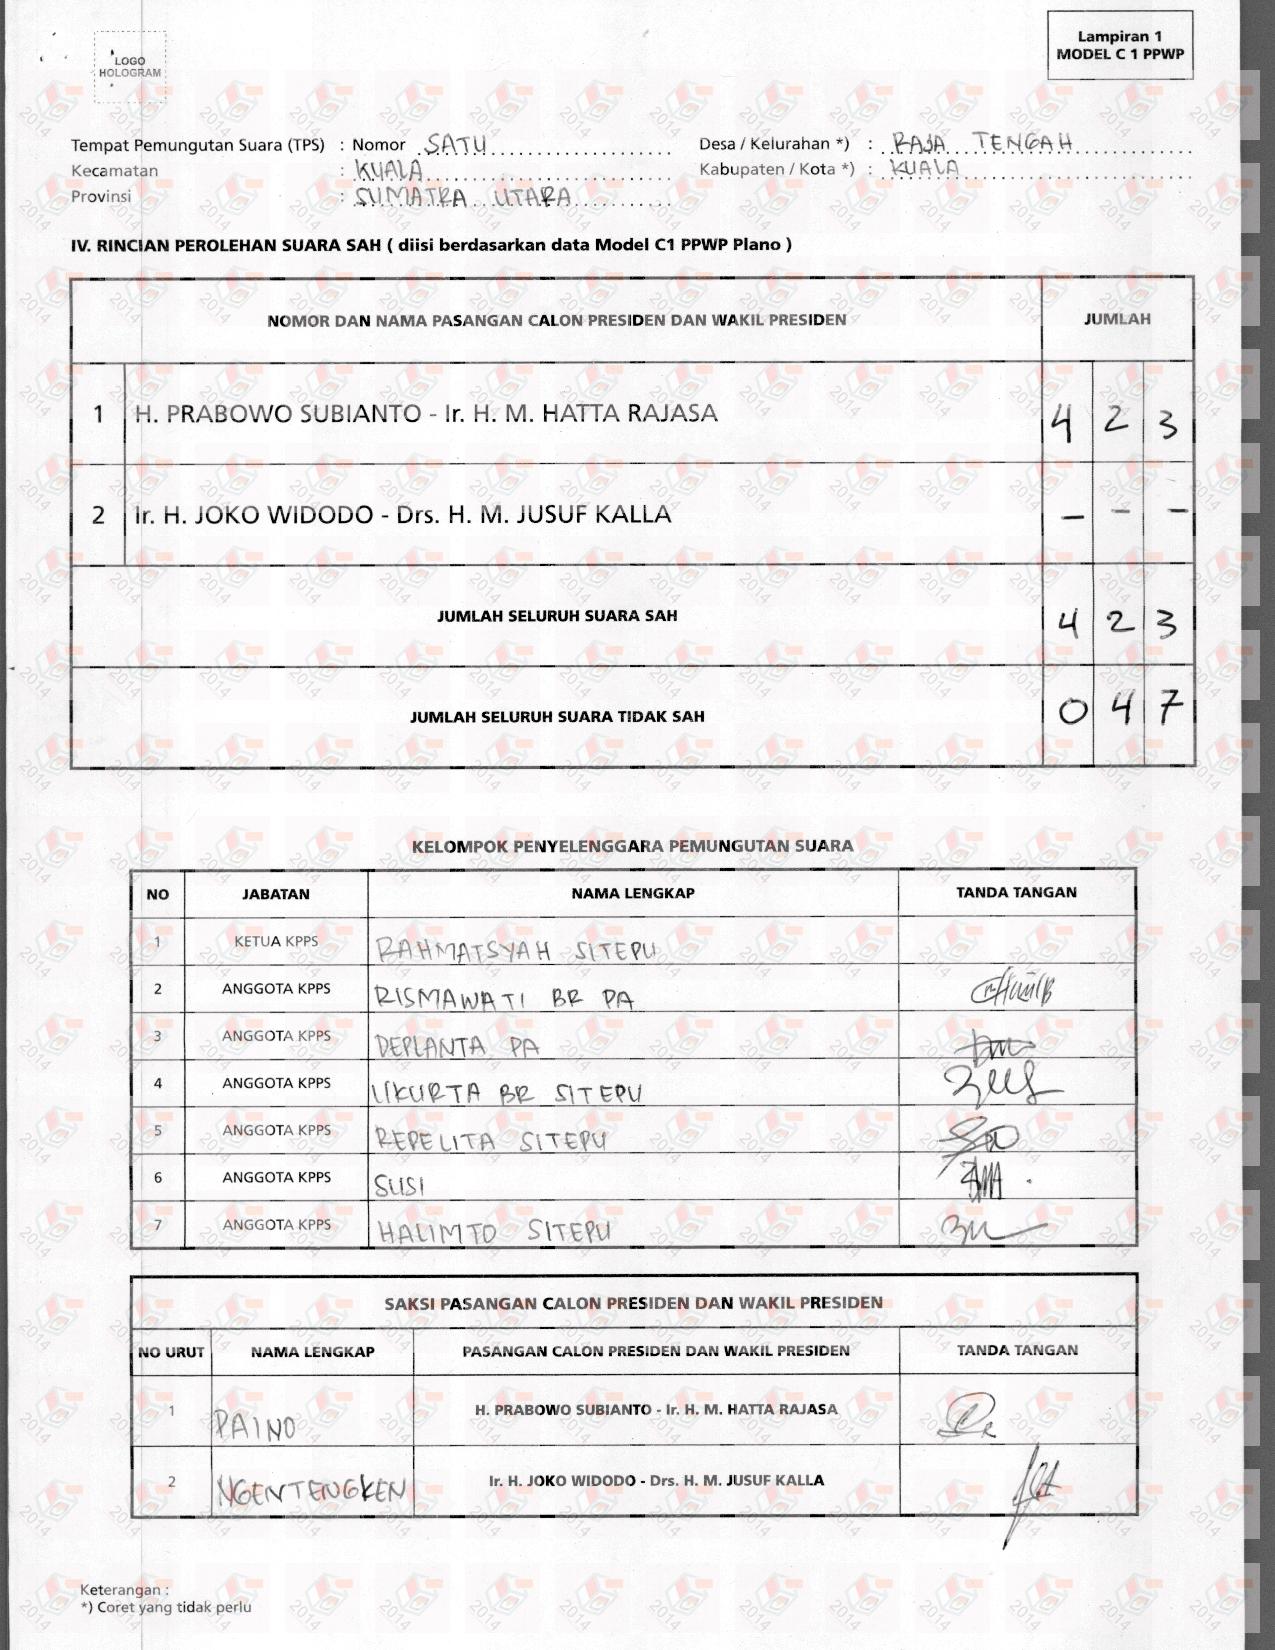 Lampiran 1
MODEL C 1 PPWP
LOGO
HOLOGRAM
Tempat Pemungutan Suara (TPS) : Nomor SATU
Desa / Kelurahan *) : RAJA TENGAH
Kecamatan : KUALA
Kabupaten / Kota *) : KUALA
Provinsi : SUMATRA UTARA
IV. RINCIAN PEROLEHAN SUARA SAH ( diisi berdasarkan data Model C1 PPWP Plano )
NOMOR DAN NAMA PASANGAN CALON PRESIDEN DAN WAKIL PRESIDEN JUMLAH
1 H. PRABOWO SUBIANTO - Ir. H. M. HATTA RAJASA 4 2 3
2 Ir. H. JOKO WIDODO - Drs. H. M. JUSUF KALLA - - -
JUMLAH SELURUH SUARA SAH 4 2 3
JUMLAH SELURUH SUARA TIDAK SAH 0 4 7
KELOMPOK PENYELENGGARA PEMUNGUTAN SUARA
NO JABATAN NAMA LENGKAP TANDA TANGAN
1 KETUA KPPS RAHMATSYAH SITEPU
2 ANGGOTA KPPS RISMAWATI BR PA
3 ANGGOTA KPPS DEPLANTA PA
4 ANGGOTA KPPS UKURTA BR SITEPU
5 ANGGOTA KPPS REPELITA SITEPU
6 ANGGOTA KPPS SUSI
7 ANGGOTA KPPS HALIMTO SITEPU
SAKSI PASANGAN CALON PRESIDEN DAN WAKIL PRESIDEN
NO URUT NAMA LENGKAP PASANGAN CALON PRESIDEN DAN WAKIL PRESIDEN TANDA TANGAN
1 PAINO H. PRABOWO SUBIANTO - Ir. H. M. HATTA RAJASA
2 NGENTENGKEN Ir. H. JOKO WIDODO - Drs. H. M. JUSUF KALLA
Keterangan :
*) Coret yang tidak perlu